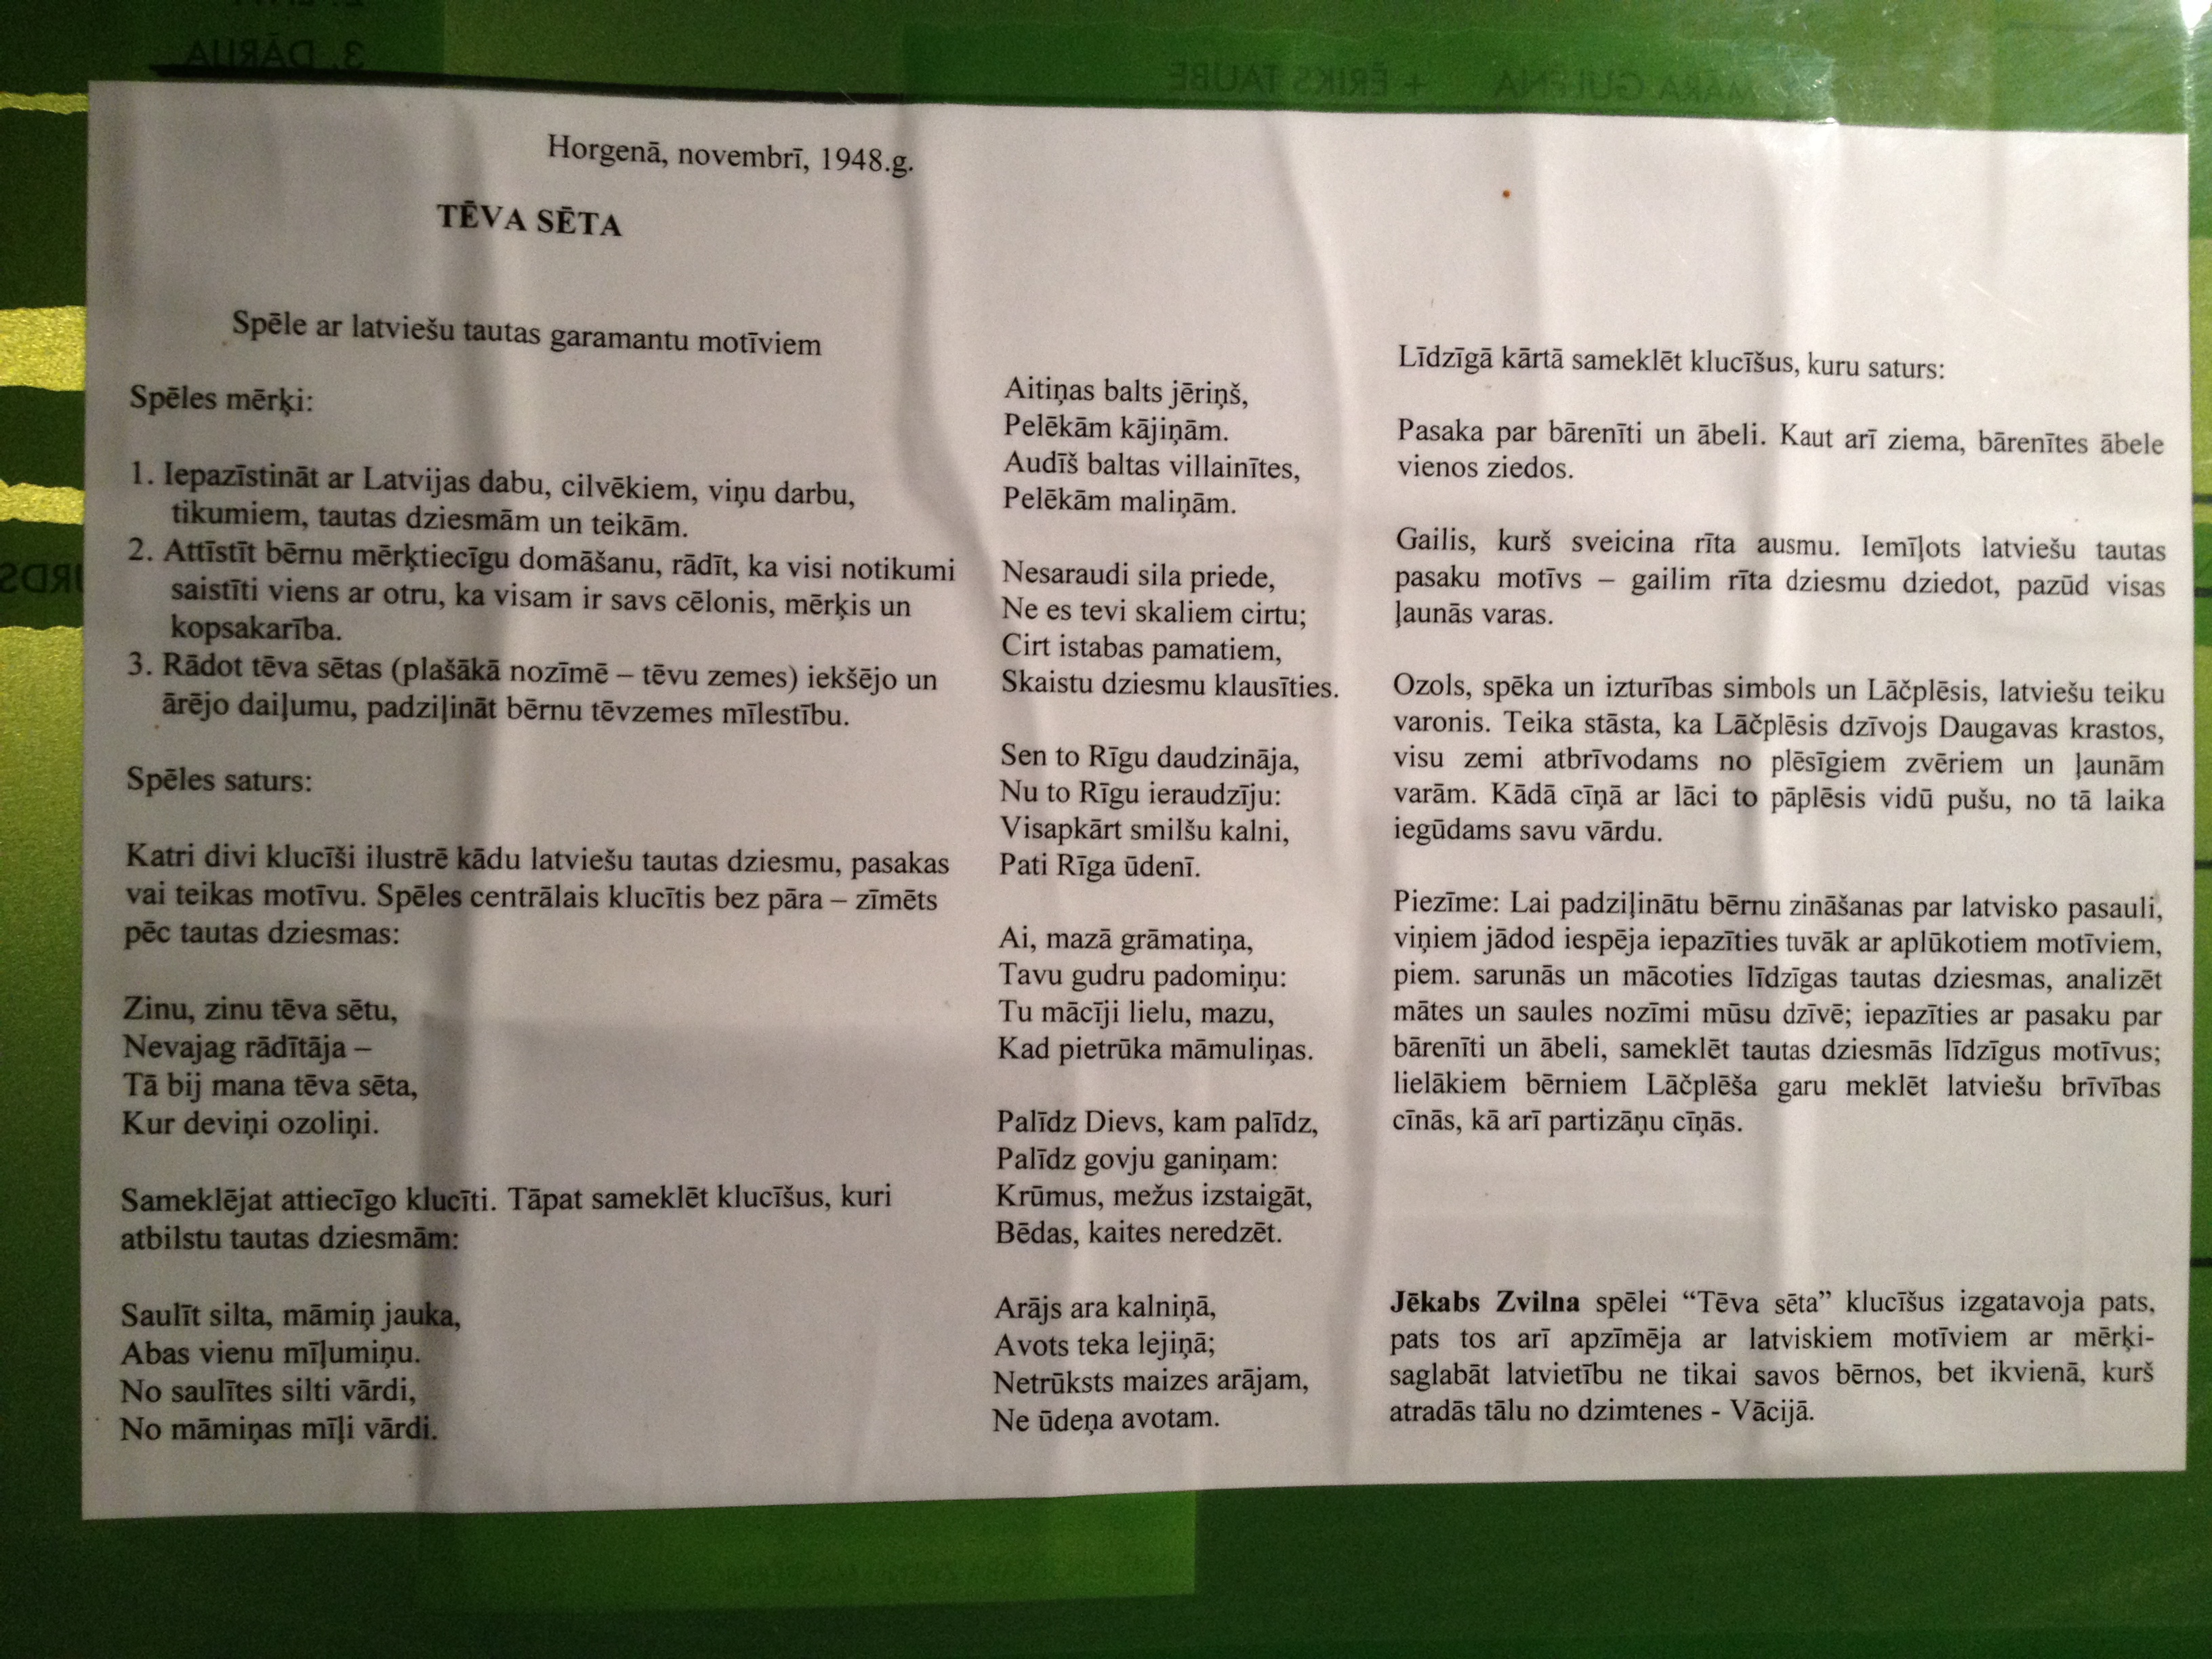 3. DĀRIJA
MĀRA GULĒNA + ĒRIKS TAUBE
Horgenā, novembrī, 1948.g.
TĒVA SĒTA
Spēle ar latviešu tautas garamantu motīviem
Spēles mērķi:
1. Iepazīstināt ar Latvijas dabu, cilvēkiem, viņu darbu,
tikumiem, tautas dziesmām un teikām.
2. Attīstīt bērnu mērķtiecīgu domāšanu, rādīt, ka visi notikumi
saistīti viens ar otru, ka visam ir savs cēlonis, mērķis un
kopsakarība.
3. Rādot tēva sētas (plašākā nozīmē – tēvu zemes) iekšējo un
ārējo daiļumu, padziļināt bērnu tēvzemes mīlestību.
Spēles saturs:
Katri divi klucīši ilustrē kādu latviešu tautas dziesmu, pasakas
vai teikas motīvu. Spēles centrālais klucītis bez pāra – zīmēts
pēc tautas dziesmas:
Zinu, zinu tēva sētu,
Nevajag rādītāja –
Tā bij mana tēva sēta,
Kur deviņi ozoliņi.
Sameklējat attiecīgo klucīti. Tāpat sameklēt klucīšus, kuri
atbilstu tautas dziesmām:
Saulīt silta, māmiņ jauka,
Abas vienu mīļumiņu.
No saulītes silti vārdi,
No māmiņas mīļi vārdi.
Aitiņas balts jēriņš,
Pelēkām kājiņām.
Audīš baltas villainītes,
Pelēkām maliņām.
Nesaraudi sila priede,
Ne es tevi skaliem cirtu;
Cirt istabas pamatiem,
Skaistu dziesmu klausīties.
Sen to Rīgu daudzināja,
Nu to Rīgu ieraudzīju:
Visapkārt smilšu kalni,
Pati Rīga ūdenī.
Ai, mazā grāmatiņa,
Tavu gudru padomiņu:
Tu mācīji lielu, mazu,
Kad pietrūka māmuliņas.
Palīdz Dievs, kam palīdz,
Palīdz govju ganiņam:
Krūmus, mežus izstaigāt,
Bēdas, kaites neredzēt.
Arājs ara kalniņā,
Avots teka lejiņā;
Netrūksts maizes arājam,
Ne ūdeņa avotam.
Līdzīgā kārtā sameklēt klucīšus, kuru saturs:
Pasaka par bārenīti un ābeli. Kaut arī ziema, bārenītes ābele
vienos ziedos.
Gailis, kurš sveicina rīta ausmu. Iemīļots latviešu tautas
pasaku motīvs – gailim rīta dziesmu dziedot, pazūd visas
ļaunās varas.
Ozols, spēka un izturības simbols un Lāčplēsis, latviešu teiku
varonis. Teika stāsta, ka Lāčplēsis dzīvojs Daugavas krastos,
visu zemi atbrīvodams no plēsīgiem zvēriem un ļaunām
varām. Kādā cīņā ar lāci to pāplēsis vidū pušu, no tā laika
iegūdams savu vārdu.
Piezīme: Lai padziļinātu bērnu zināšanas par latvisko pasauli,
viņiem jādod iespēja iepazīties tuvāk ar aplūkotiem motīviem,
piem. sarunās un mācoties līdzīgas tautas dziesmas, analizēt
mātes un saules nozīmi mūsu dzīvē; iepazīties ar pasaku par
bārenīti un ābeli, sameklēt tautas dziesmās līdzīgus motīvus;
lielākiem bērniem Lāčplēša garu meklēt latviešu brīvības
cīnās, kā arī partizāņu cīņās.
Jēkabs Zvilna spēlei “Tēva sēta” klucīšus izgatavoja pats,
pats tos arī apzīmēja ar latviskiem motīviem ar mērķi-
saglabāt latvietību ne tikai savos bērnos, bet ikvienā, kurš
atradās tālu no dzimtenes - Vācijā.